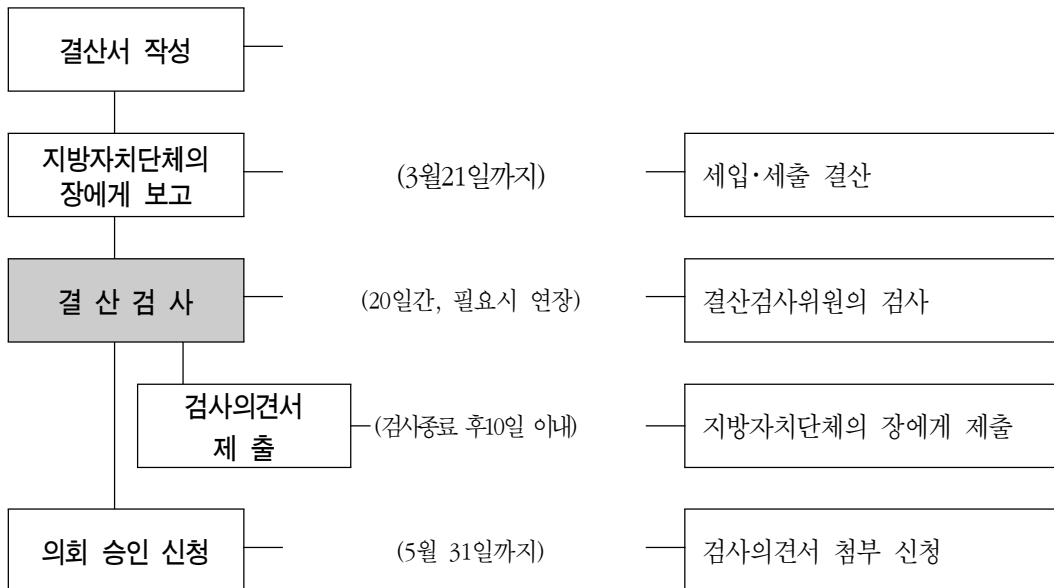 결산서 작성
지방자치단체의
장에게 보고
(3월21일까지)
세입·세출 결산
결 산 검 사
(20일간, 필요시 연장)
결산검사위원의 검사
검사의견서
제 출
(검사종료 후10일 이내)
지방자치단체의 장에게 제출
의회 승인 신청
(5월 31일까지)
검사의견서 첨부 신청